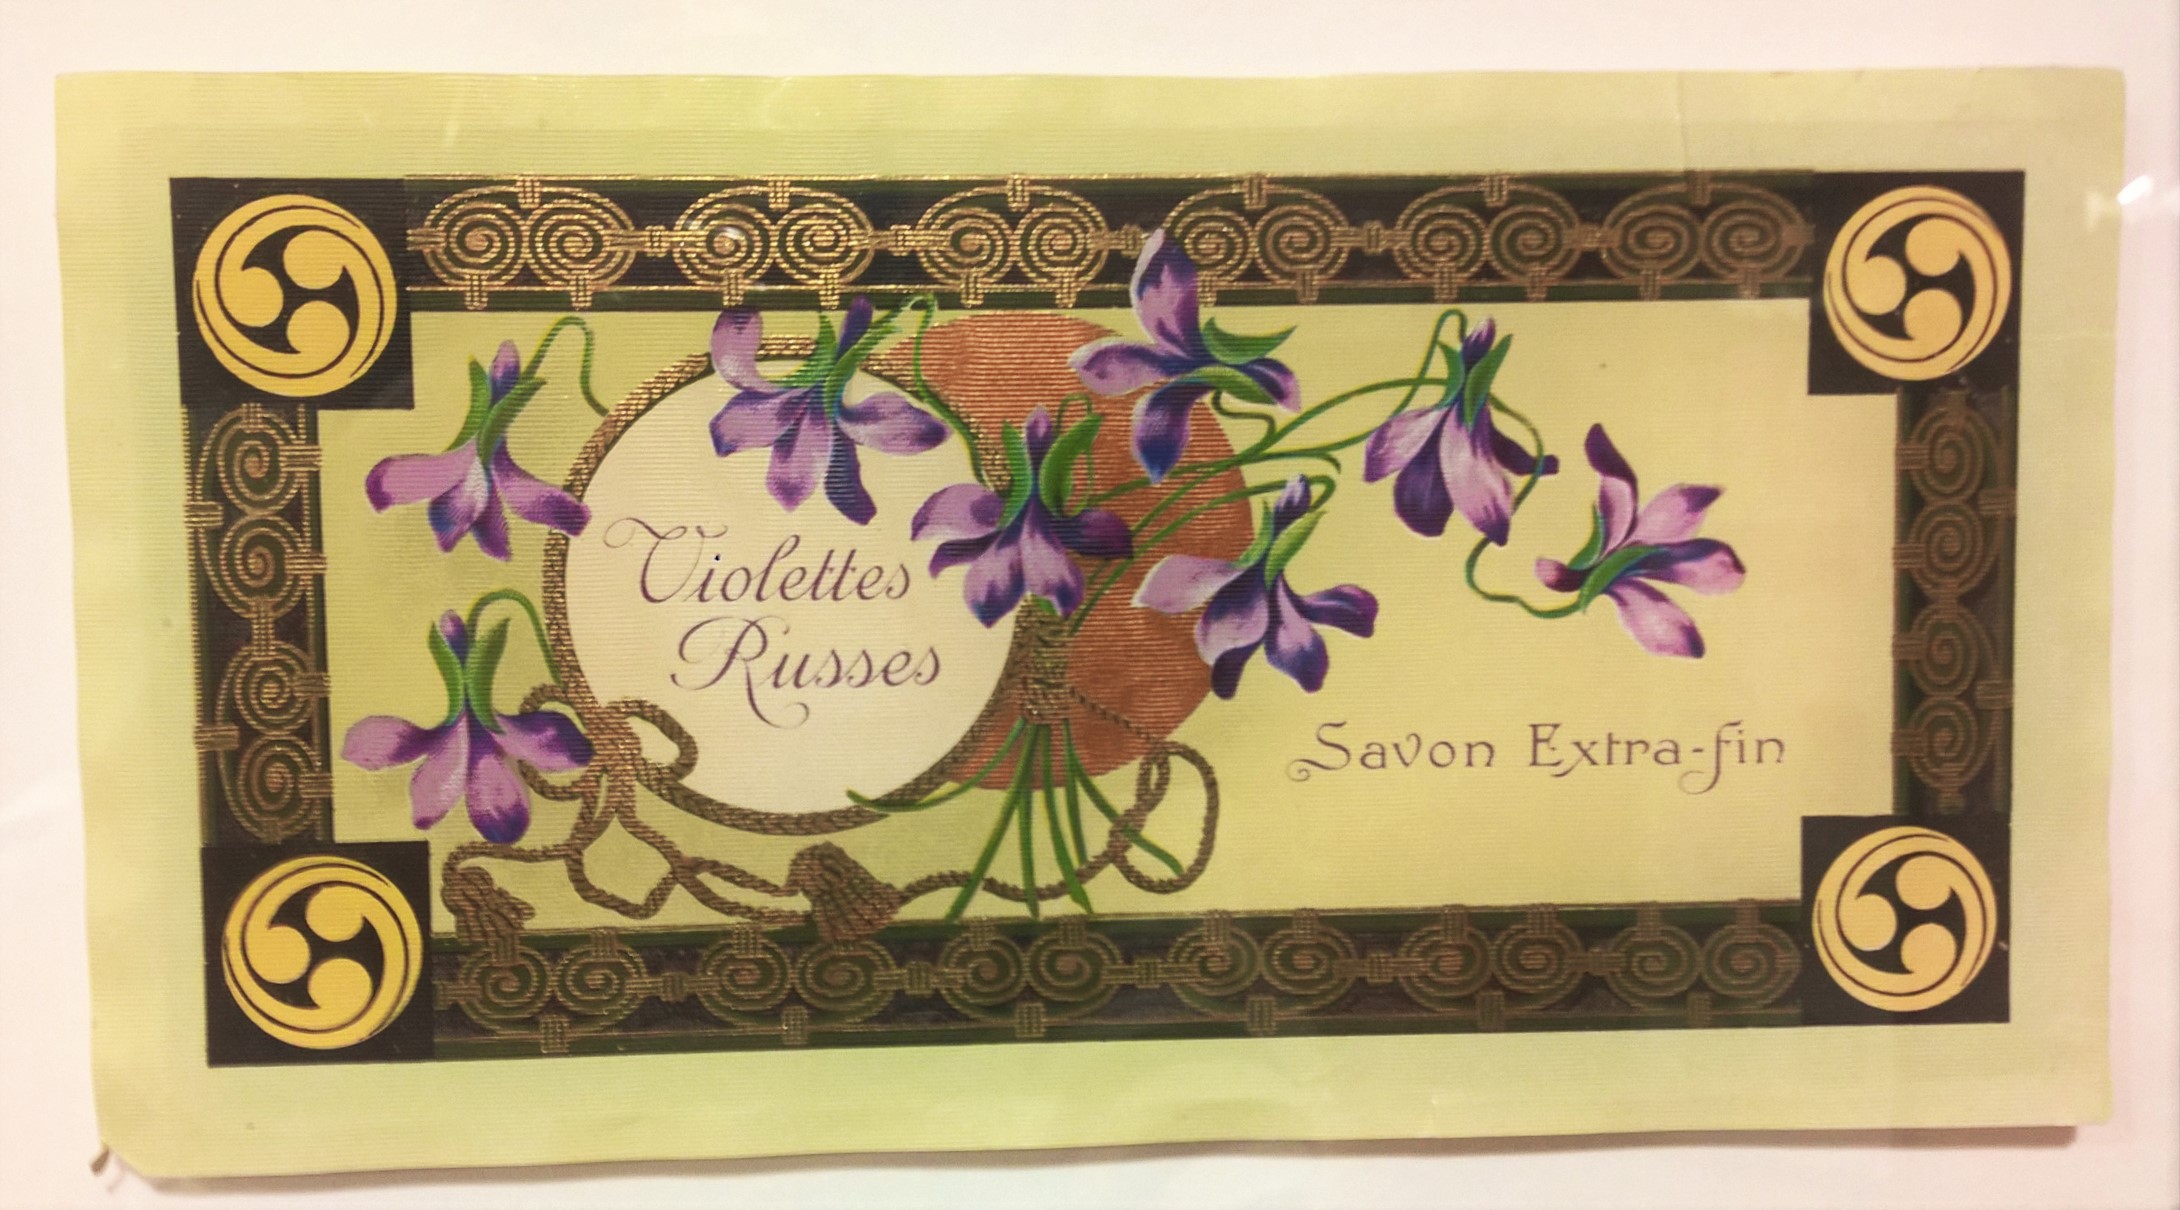 Violettes
Russes
Savon Extra-fin